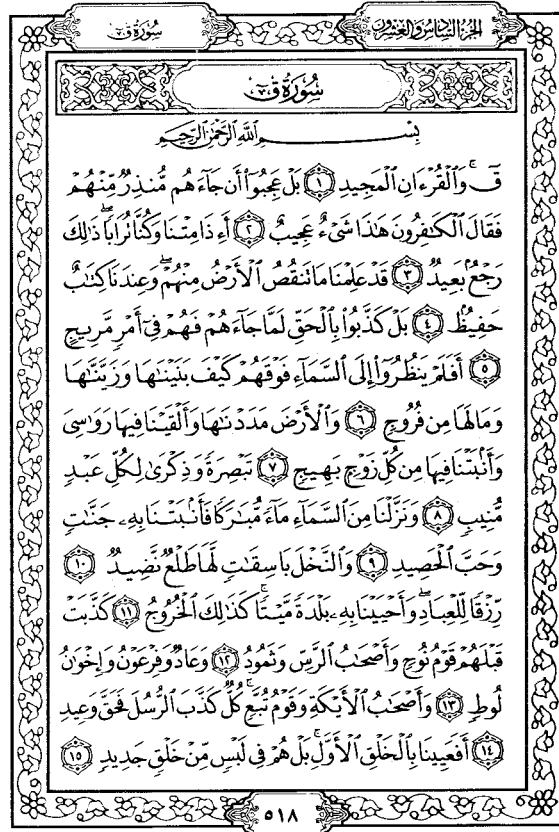 الجزء السادس والعشرون
سورة ق
سورة ق
بسم الله الرحمن الرحيم
قٓ ۚ وَالْقُرْءَانِ الْمَجِيدِ ١ بَلْ عَجِبُوٓا۟ أَن جَآءَهُم مُّنذِرٌ مِّنْهُمْ
فَقَالَ الْكَٰفِرُونَ هَٰذَا شَىْءٌ عَجِيبٌ ٢ أَءِذَا مِتْنَا وَكُنَّا تُرَابًا ۖ ذَٰلِكَ
رَجْعٌۢ بَعِيدٌ ٣ قَدْ عَلِمْنَا مَا تَنقُصُ الْأَرْضُ مِنْهُمْ ۖ وَعِندَنَا كِتَٰبٌ
حَفِيظٌۢ ٤ بَلْ كَذَّبُوا۟ بِالْحَقِّ لَمَّا جَآءَهُمْ فَهُمْ فِىٓ أَمْرٍ مَّرِيجٍ
٥ أَفَلَمْ يَنظُرُوٓا۟ إِلَى السَّمَآءِ فَوْقَهُمْ كَيْفَ بَنَيْنَٰهَا وَزَيَّنَّٰهَا
وَمَا لَهَا مِن فُرُوجٍ ٦ وَالْأَرْضَ مَدَدْنَٰهَا وَأَلْقَيْنَا فِيهَا رَوَٰسِىَ
وَأَنۢبَتْنَا فِيهَا مِن كُلِّ زَوْجٍۭ بَهِيجٍ ٧ تَبْصِرَةً وَذِكْرَىٰ لِكُلِّ عَبْدٍ
مُّنِيبٍ ٨ وَنَزَّلْنَا مِنَ السَّمَآءِ مَآءً مُّبَٰرَكًا فَأَنۢبَتْنَا بِهِۦ جَنَّٰتٍ
وَحَبَّ الْحَصِيدِ ٩ وَالنَّخْلَ بَاسِقَٰتٍ لَّهَا طَلْعٌ نَّضِيدٌ ١٠
رِّزْقًا لِّلْعِبَادِ ۖ وَأَحْيَيْنَا بِهِۦ بَلْدَةً مَّيْتًا ۚ كَذَٰلِكَ الْخُرُوجُ ١١ كَذَّبَتْ
قَبْلَهُمْ قَوْمُ نُوحٍ وَأَصْحَٰبُ الرَّسِّ وَثَمُودُ ١٢ وَعَادٌ وَفِرْعَوْنُ وَإِخْوَٰنُ
لُوطٍ ١٣ وَأَصْحَٰبُ الْأَيْكَةِ وَقَوْمُ تُبَّعٍ ۚ كُلٌّ كَذَّبَ الرُّسُلَ فَحَقَّ وَعِيدِ
١٤ أَفَعَيِينَا بِالْخَلْقِ الْأَوَّلِ ۚ بَلْ هُمْ فِى لَبْسٍ مِّنْ خَلْقٍ جَدِيدٍ ١٥
٥١٨